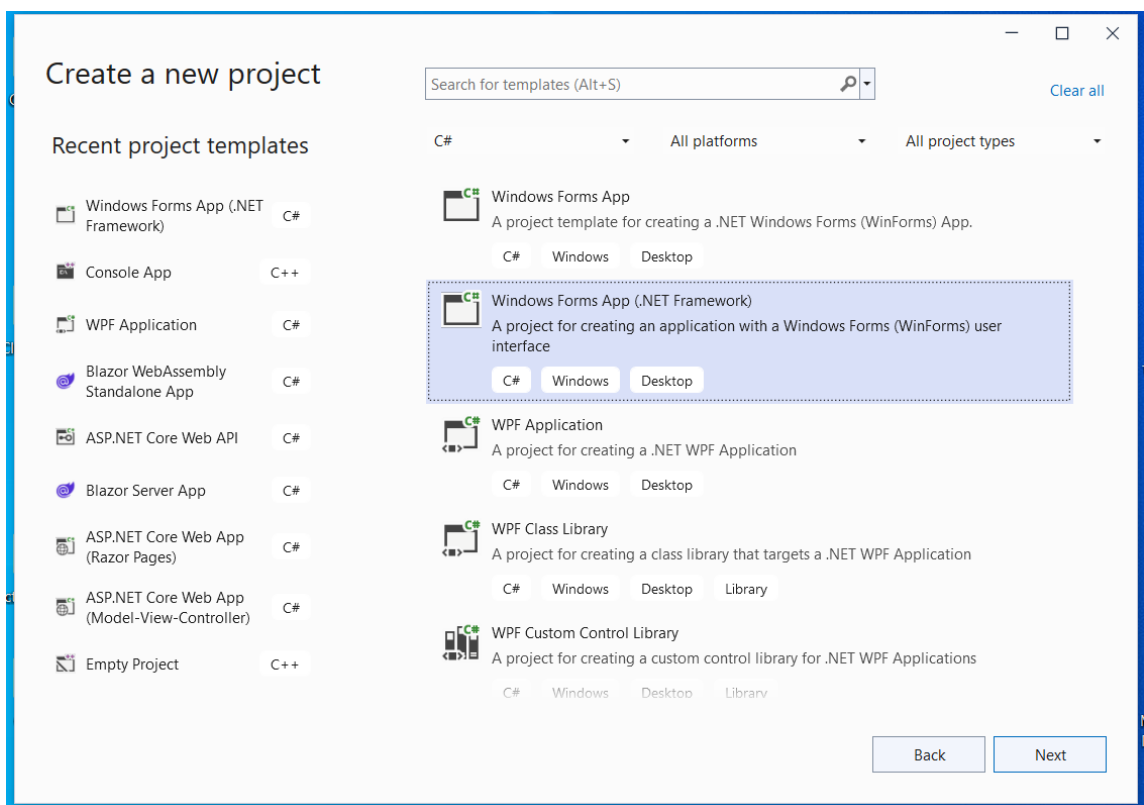 Create a new project
Search for templates (Alt+S)
Clear all
Recent project templates
C#
All platforms
All project types
Windows Forms App (.NET
Framework)
C#
Console App
C++
WPF Application
C#
Blazor WebAssembly
Standalone App
C#
ASP.NET Core Web API
C#
Blazor Server App
C#
ASP.NET Core Web App
(Razor Pages)
C#
ASP.NET Core Web App
(Model-View-Controller)
C#
Empty Project
C++
C#
Windows Forms App
A project template for creating a .NET Windows Forms (WinForms) App.
C# Windows Desktop
C#
Windows Forms App (.NET Framework)
A project for creating an application with a Windows Forms (WinForms) user
interface
C# Windows Desktop
C#
WPF Application
A project for creating a .NET WPF Application
C# Windows Desktop
C#
WPF Class Library
A project for creating a class library that targets a .NET WPF Application
C# Windows Desktop Library
C#
WPF Custom Control Library
A project for creating a custom control library for .NET WPF Applications
C# Windows Desktop Library
Back
Next